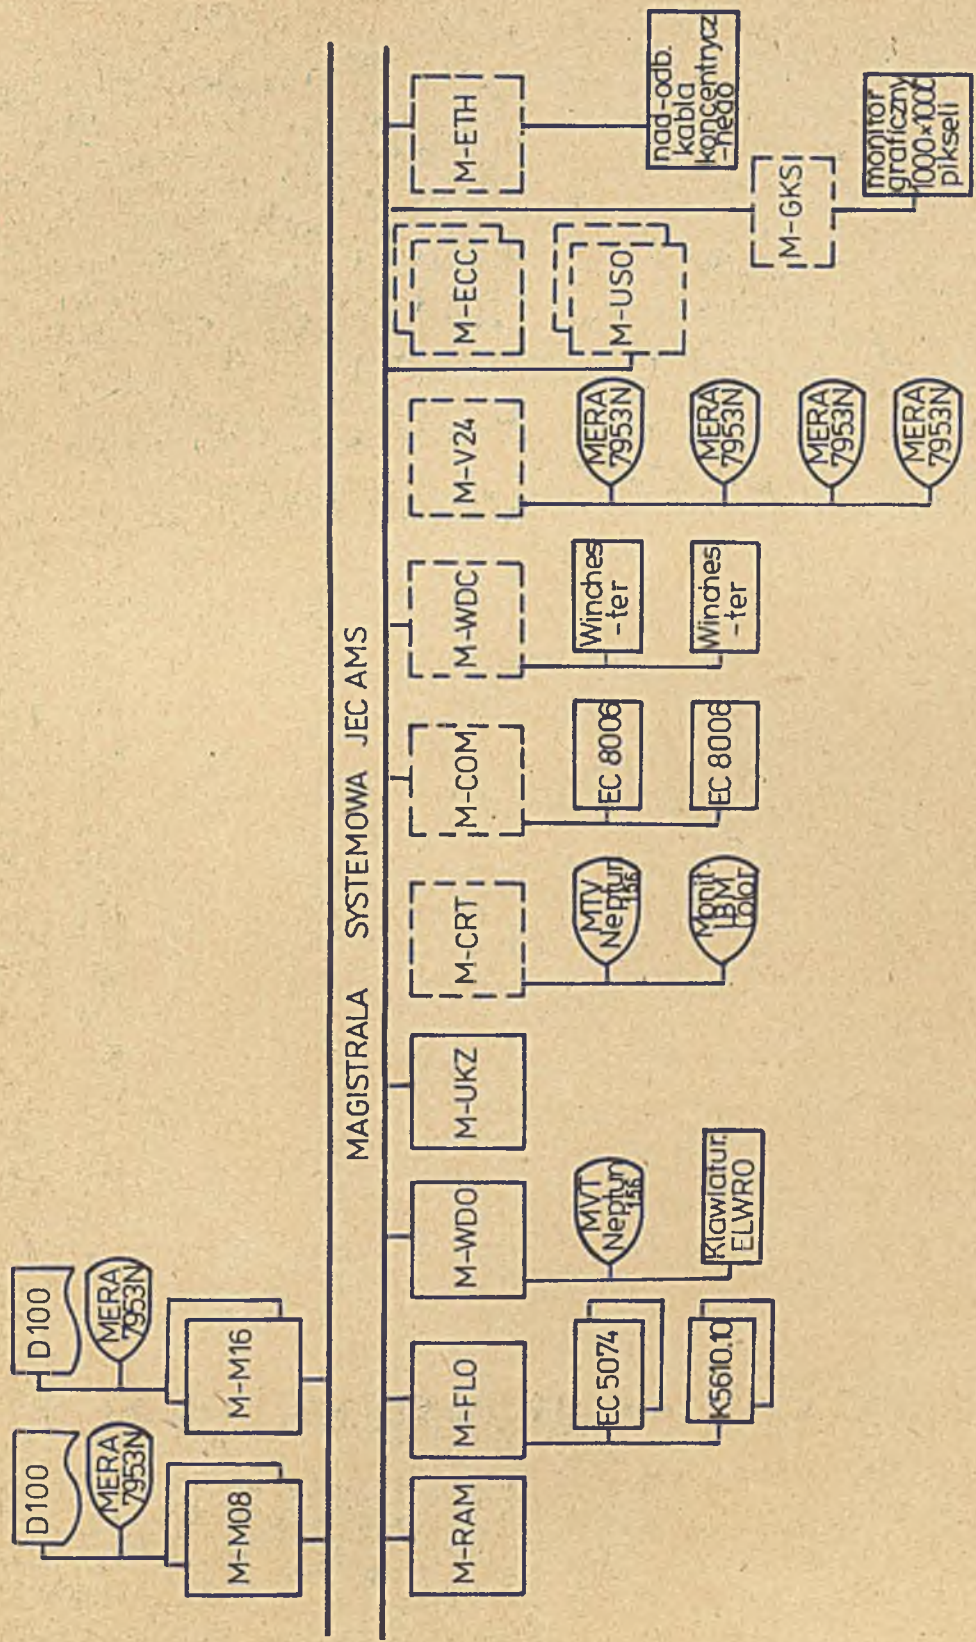 D100
MERA
7953N
M-M08
D100
MERA
7953N
M-M16
MAGISTRALA SYSTEMOWA JEC AMS
M-RAM
M-FLO
EC 5074
K5610.10
M-WDO
MVT
Neptun
156
Klawiatur.
ELWRO
M-UKZ
M-CRT
MTV
Neptun
156
Monit.
IBM
color
M-COM
EC 8006
EC 8006
M-WDC
Winches
-ter
Winches
-ter
M-V24
MERA
7953N
MERA
7953N
MERA
7953N
MERA
7953N
M-ECC
M-USO
M-ETH
nad-odb.
kabla
koncentrycz
-nego
M-GKSI
monitor
graficzny
1000×1000
pikseli